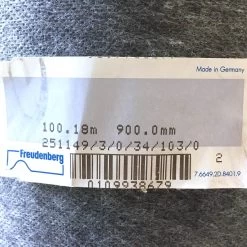 Made in Germany
100.18m 900.0mm
251149/3/0/34/103/0
Freudenberg
2
0109938679
7.6649.2D.8401.9